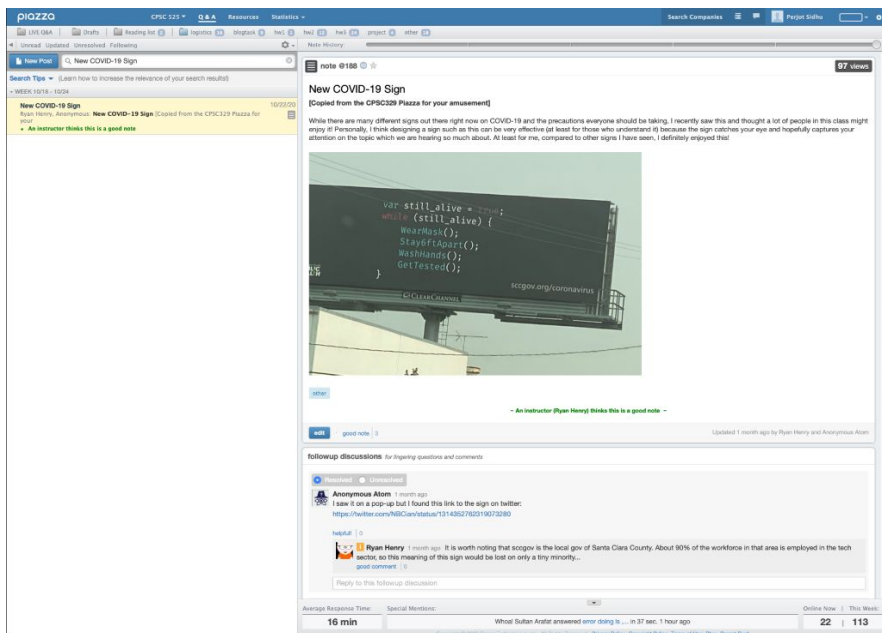 piazza
CPSC 525
Q & A
Resources
Statistics
Search Companies
Perjot Sidhu
LIVE Q&A
Drafts
Reading list
logistics
blogtask
hw1
hw2
hw3
project
other
Unread Updated Unresolved Following
Note History:
New Post
New COVID-19 Sign
Search Tips (Learn how to increase the relevance of your search results!)
WEEK 10/18 - 10/24
New COVID-19 Sign 10/22/20
Ryan Henry, Anonymous: New COVID-19 Sign [Copied from the CPSC329 Piazza for
your
An instructor thinks this is a good note
note @188
97 views
New COVID-19 Sign
[Copied from the CPSC329 Piazza for your amusement]
While there are many different signs out there right now on COVID-19 and the precautions everyone should be taking, I recently saw this and thought a lot of people in this class might
enjoy it! Personally, I think designing a sign such as this can be very effective (at least for those who understand it) because the sign catches your eye and hopefully captures your
attention on the topic which we are hearing so much about. At least for me, compared to other signs I have seen, I definitely enjoyed this!
var still_alive = true;
while (still_alive) {
WearMask();
Stay6ftApart();
WashHands();
GetTested();
}
sccgov.org/coronavirus
CLEARCHANNEL
other
~ An instructor (Ryan Henry) thinks this is a good note ~
edit
good note 3
Updated 1 month ago by Ryan Henry and Anonymous Atom
followup discussions for lingering questions and comments
Resolved Unresolved
Anonymous Atom 1 month ago
I saw it on a pop-up but I found this link to the sign on twitter:
https://twitter.com/NBCian/status/1314352762319073280
helpful! 0
Ryan Henry 1 month ago It is worth noting that sccgov is the local gov of Santa Clara County. About 90% of the workforce in that area is employed in the tech
sector, so this meaning of this sign would be lost on only a tiny minority...
good comment 0
Reply to this followup discussion
Average Response Time:
Special Mentions:
Online Now
This Week:
16 min
Whoa! Sultan Arafat answered error doing is ,... in 37 sec. 1 hour ago
22
113